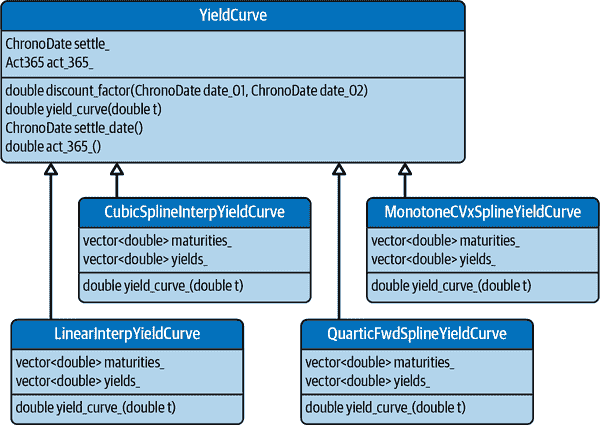 YieldCurve
ChronoDate settle_
Act365 act_365_
double discount_factor(ChronoDate date_01, ChronoDate date_02)
double yield_curve(double t)
ChronoDate settle_date()
double act_365_()
CubicSplineInterpYieldCurve
vector<double> maturities_
vector<double> yields_
double yield_curve_(double t)
MonotoneCVxSplineYieldCurve
vector<double> maturities_
vector<double> yields_
double yield_curve_(double t)
LinearInterpYieldCurve
vector<double> maturities_
vector<double> yields_
double yield_curve_(double t)
QuarticFwdSplineYieldCurve
vector<double> maturities_
vector<double> yields_
double yield_curve_(double t)